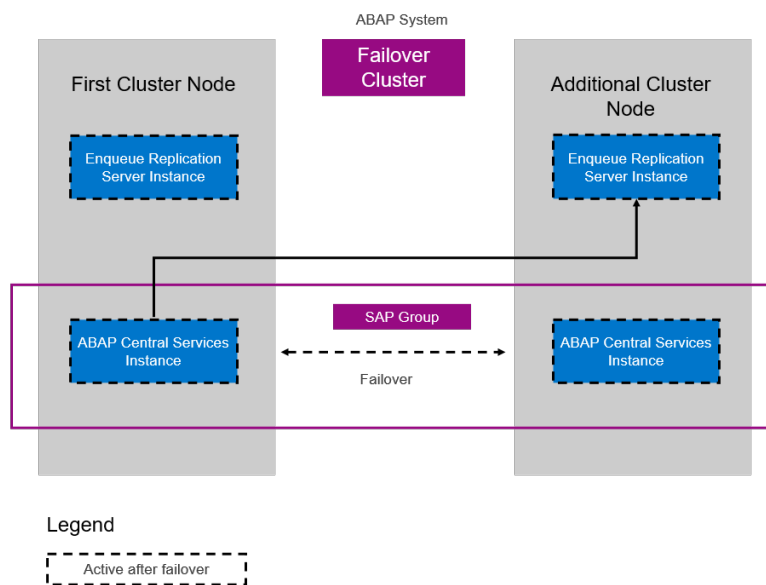 ABAP System
Failover
Cluster
First Cluster Node
Additional Cluster
Node
Enqueue Replication
Server Instance
Enqueue Replication
Server Instance
SAP Group
ABAP Central Services
Instance
ABAP Central Services
Instance
Failover
Legend
Active after failover